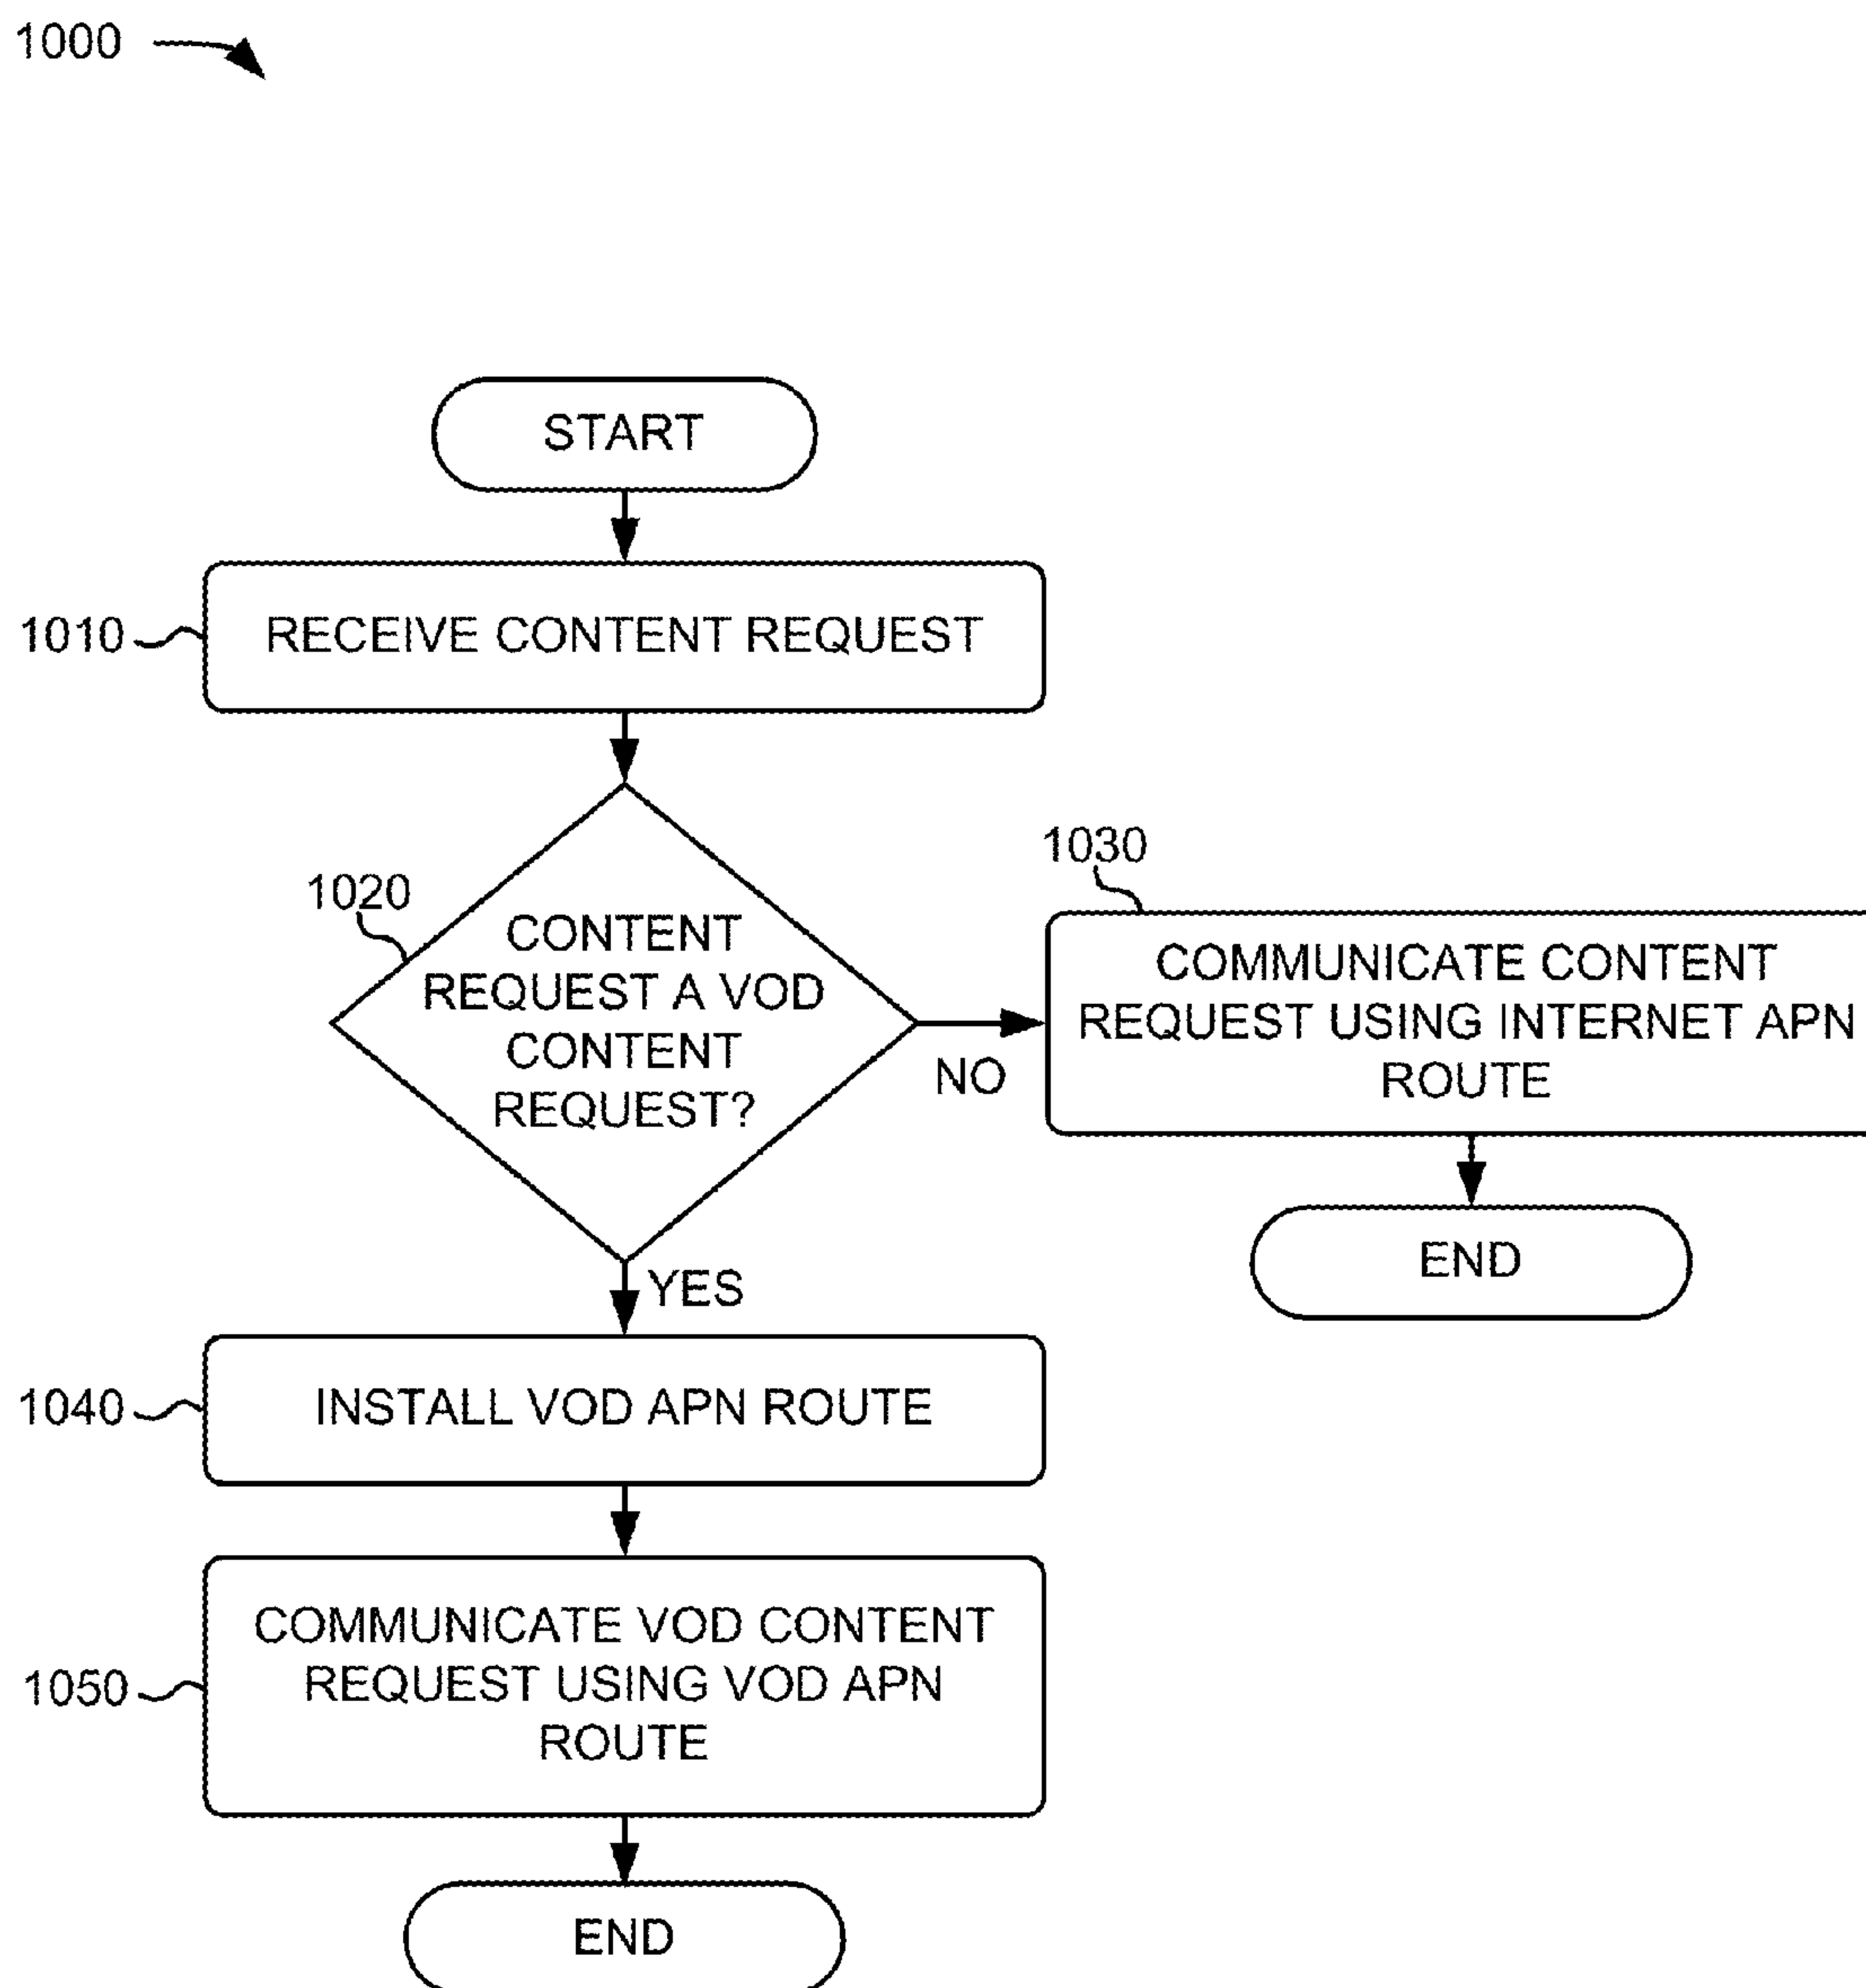 1000
START
1010
RECEIVE CONTENT REQUEST
1020
CONTENT
REQUEST A VOD
CONTENT
REQUEST?
NO
1030
COMMUNICATE CONTENT
REQUEST USING INTERNET APN
ROUTE
END
YES
1040
INSTALL VOD APN ROUTE
1050
COMMUNICATE VOD CONTENT
REQUEST USING VOD APN
ROUTE
END